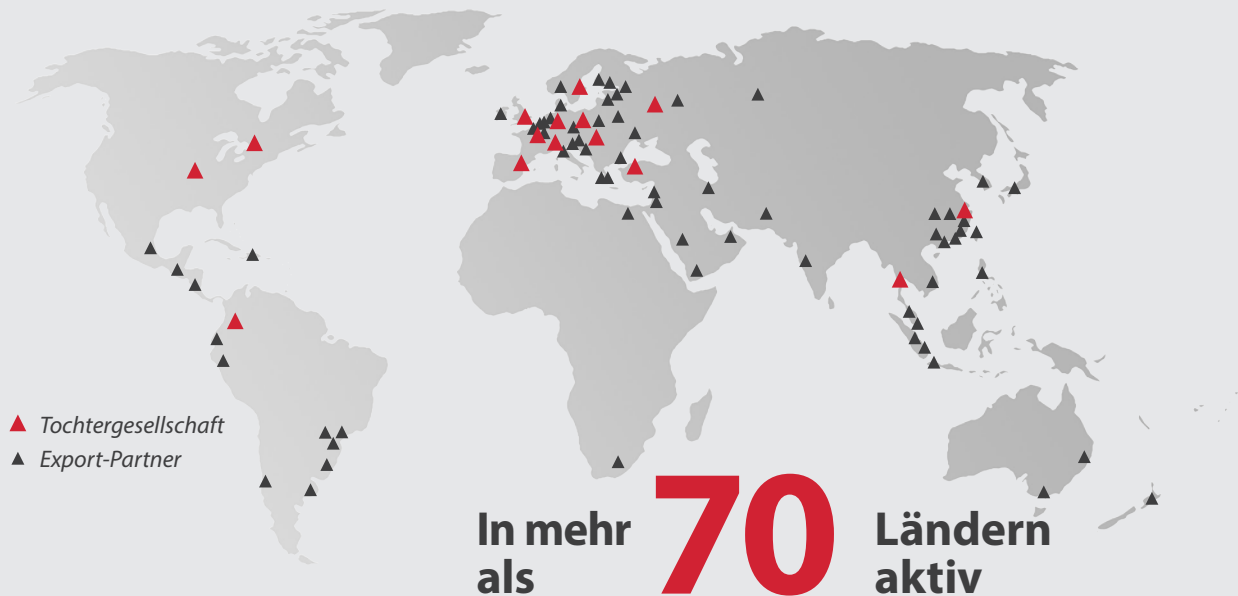 Tochtergesellschaft
Export-Partner
In mehr
als
70
Ländern
aktiv